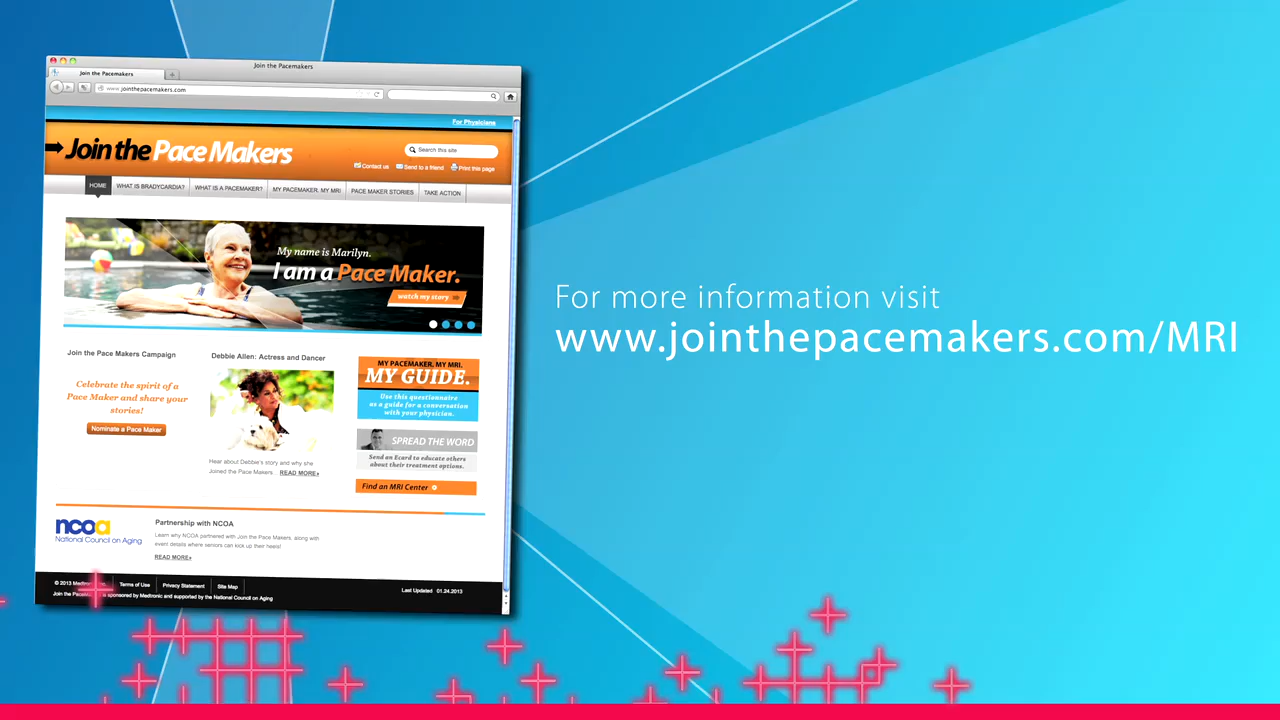 Join the Pacemakers
Join the Pacemakers
www.jointhepacemakers.com
For Physicians
Join the Pace Makers
Search this site
Contact us
Send to a friend
Print this page
HOME
WHAT IS BRADYCARDIA?
WHAT IS A PACEMAKER?
MY PACEMAKER. MY MRI
PACE MAKER STORIES
TAKE ACTION
My name is Marilyn.
I am a Pace Maker.
watch my story
For more information visit
www.jointhepacemakers.com/MRI
Join the Pace Makers Campaign
Celebrate the spirit of a
Pace Maker and share your
stories!
Nominate a Pace Maker
Debbie Allen: Actress and Dancer
Hear about Debbie's story and why she
Joined the Pace Makers... READ MORE
MY PACEMAKER. MY MRI.
MY GUIDE.
Use this questionnaire
as a guide for a conversation
with your physician.
SPREAD THE WORD
Send an Ecard to educate others
about their treatment options.
Find an MRI Center
ncoa
National Council on Aging
Partnership with NCOA
Learn why NCOA partnered with Join the Pace Makers, along with
event details where seniors can kick up their heels!
READ MORE
© 2013
Terms of Use
Privacy Statement
Site Map
Last Updated 01.24.2013
Join the is sponsored by Medtronic and supported by the National Council on Aging